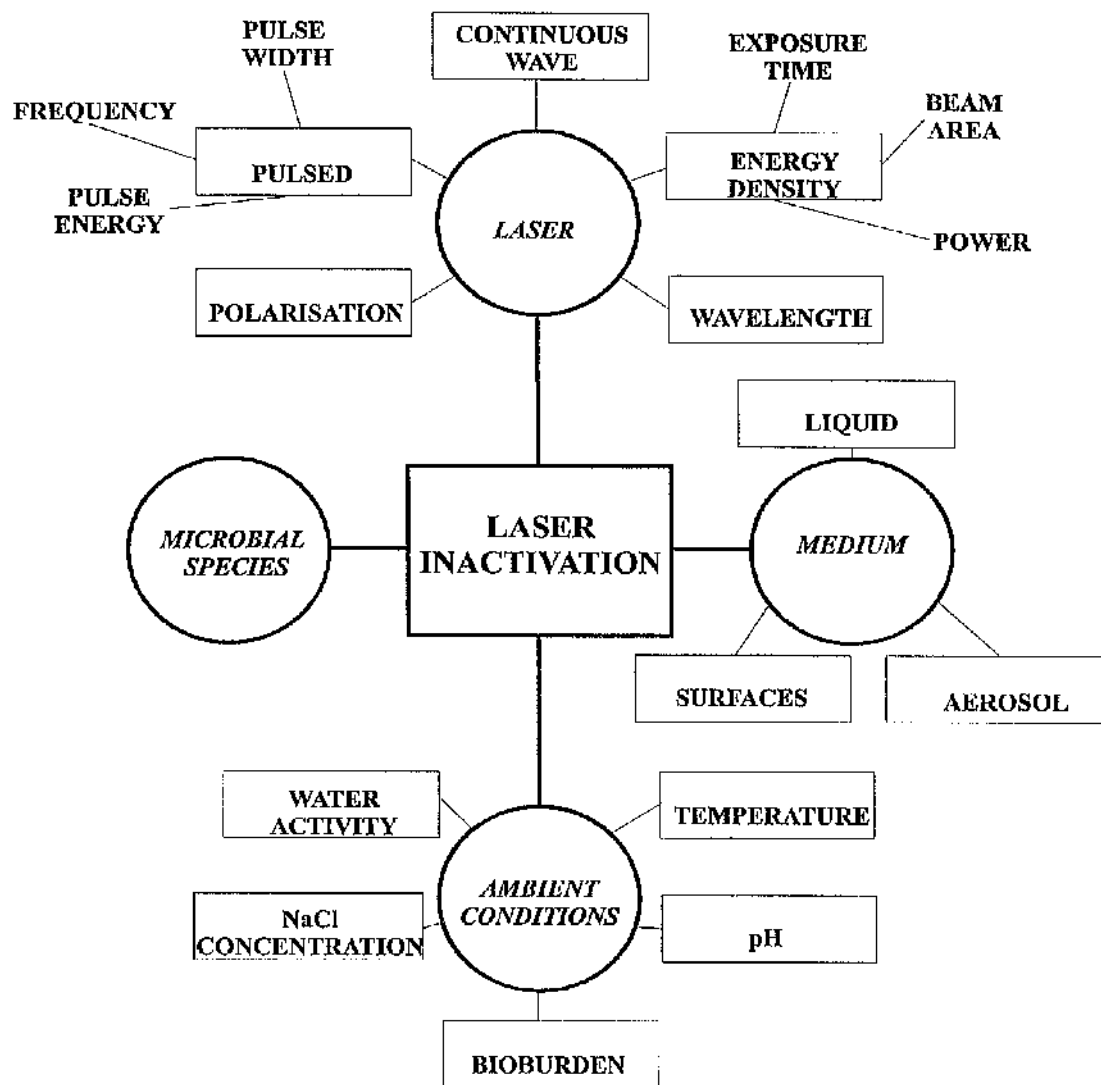 PULSE
WIDTH
CONTINUOUS
WAVE
EXPOSURE
TIME
FREQUENCY
BEAM
AREA
PULSED
ENERGY
DENSITY
PULSE
ENERGY
LASER
POWER
POLARISATION
WAVELENGTH
LIQUID
MICROBIAL
SPECIES
LASER
INACTIVATION
MEDIUM
SURFACES
AEROSOL
WATER
ACTIVITY
TEMPERATURE
AMBIENT
CONDITIONS
NaCl
CONCENTRATION
pH
BIOBURDEN